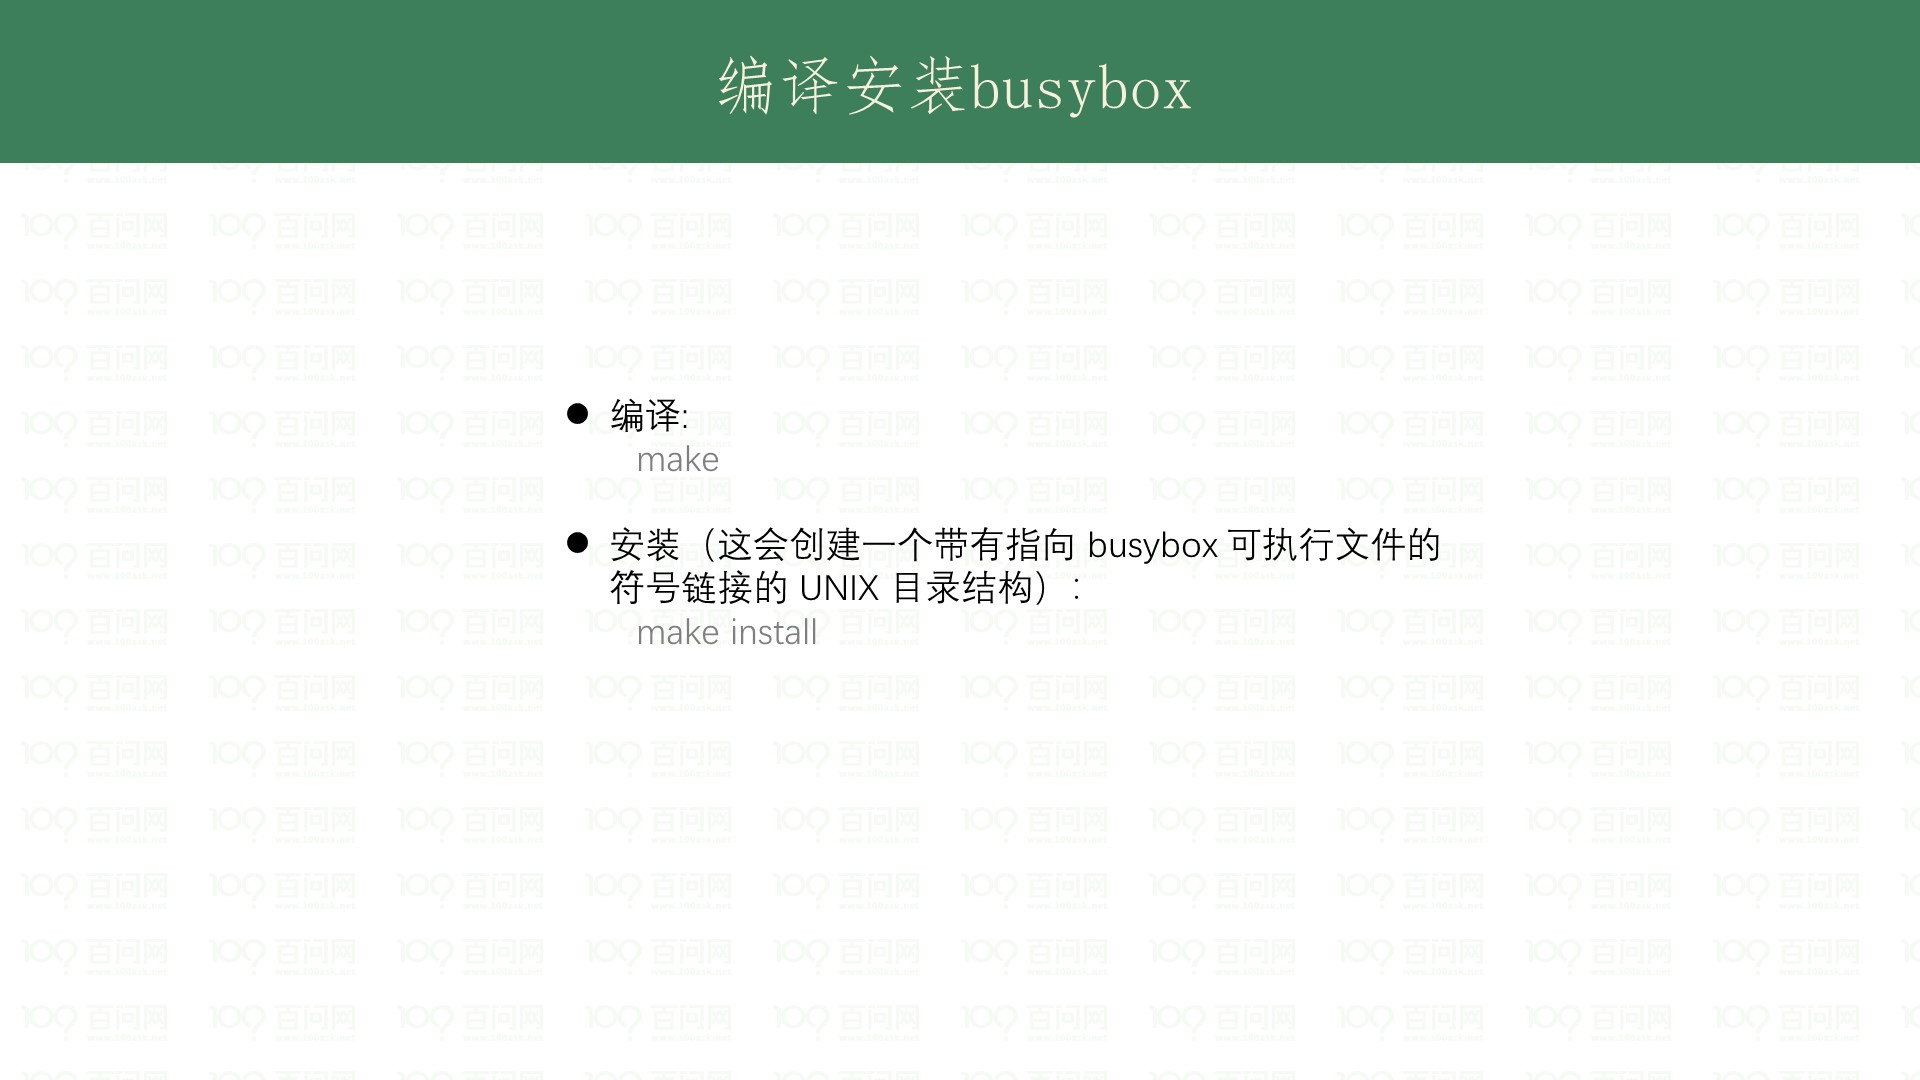 编译安装busybox
编译:
make
安装（这会创建一个带有指向 busybox 可执行文件的
符号链接的 UNIX 目录结构）:
make install